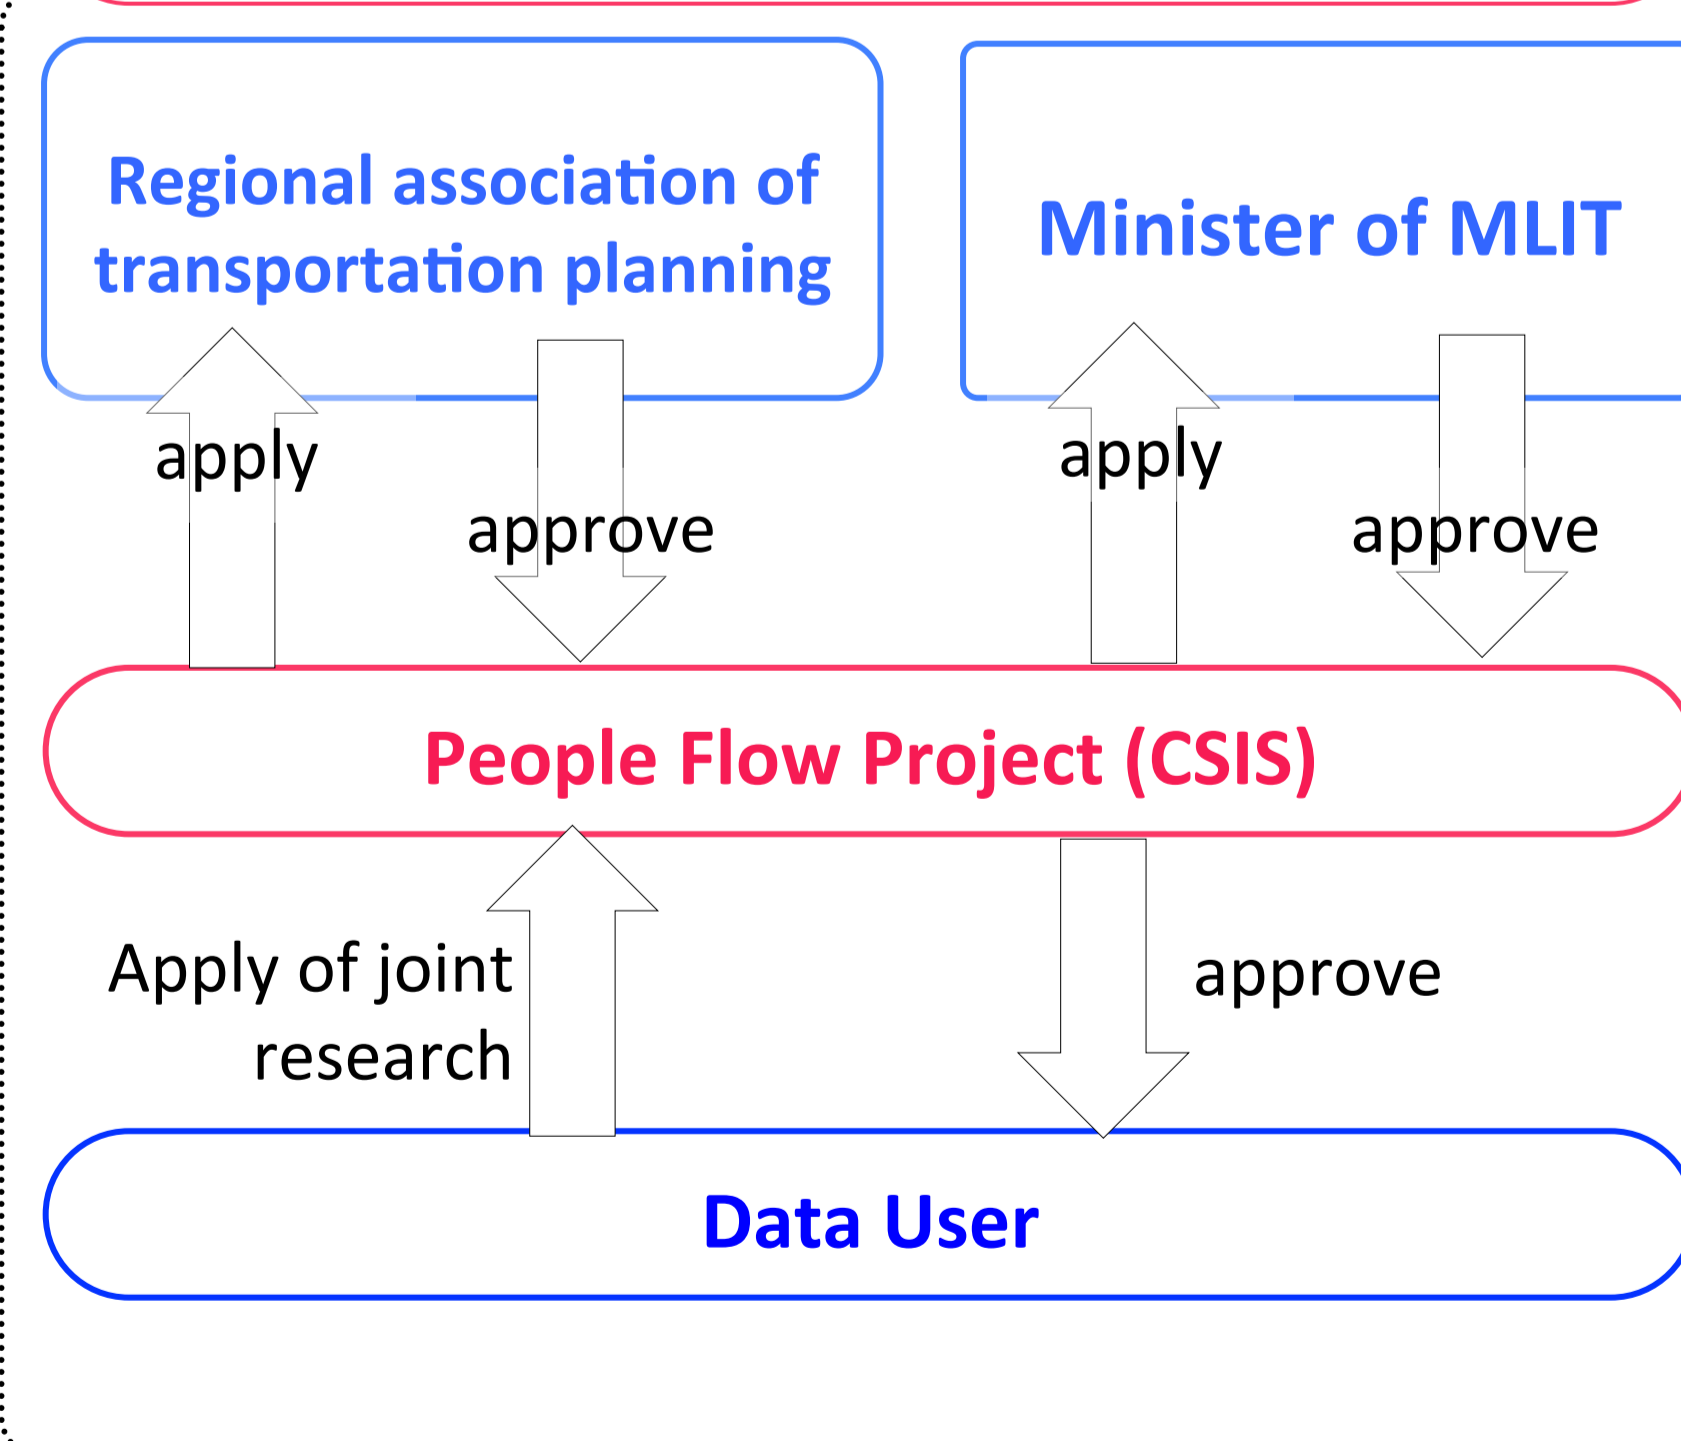 Regional association of
transportation planning
Minister of MLIT
apply
approve
apply
approve
People Flow Project (CSIS)
Apply of joint
research
approve
Data User